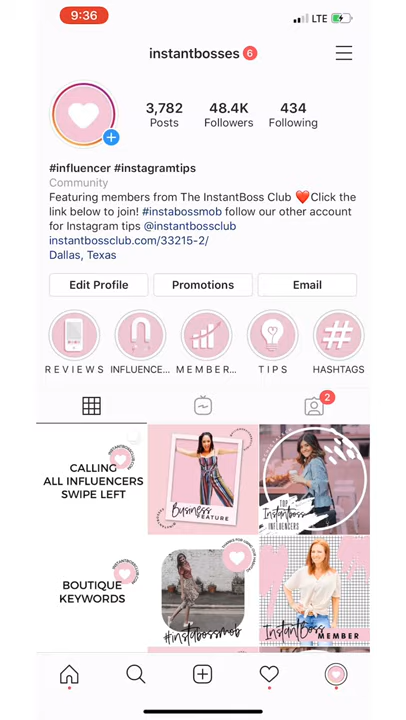 9:36
LTE
instantbosses 6
3,782 48.4K 434
Posts Followers Following
#influencer #instagramtips
Community
Featuring members from The InstantBoss Club ❤️Click the
link below to join! #instabossmob follow our other account
for Instagram tips @instantbossclub
instantbossclub.com/33215-2/
Dallas, Texas
Edit Profile Promotions Email
REVIEWS INFLUENCE... MEMBER... TIPS HASHTAGS
2
CALLING
ALL INFLUENCERS
SWIPE LEFT
Business
FEATURE
TOP
Instantboss
INFLUENCERS
BOUTIQUE
KEYWORDS
#instabossmob
InstantBoss
MEMBER